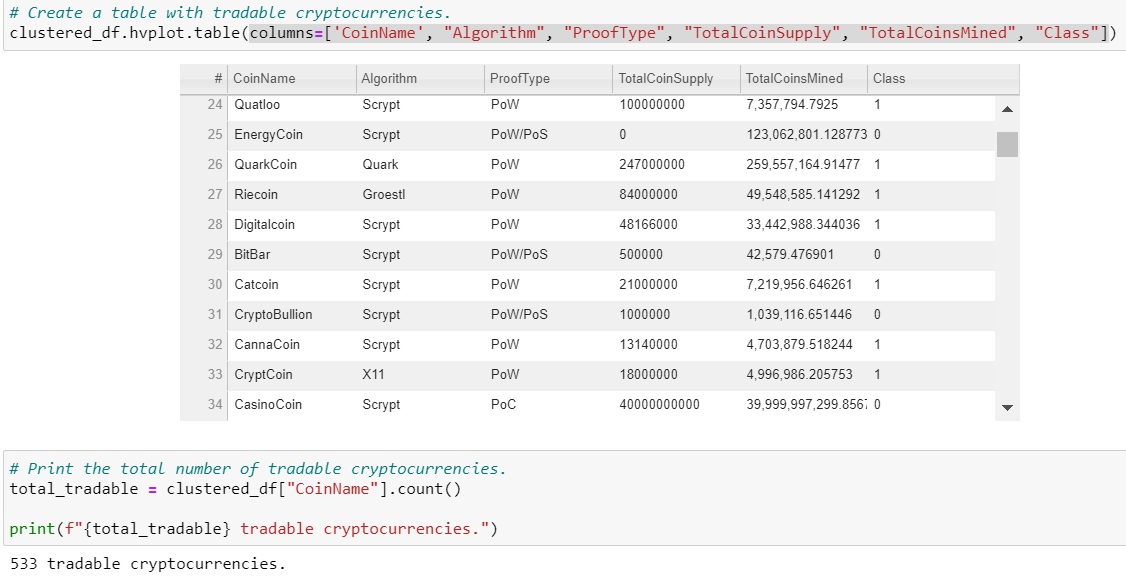 # Create a table with tradable cryptocurrencies.
clustered_df.hvplot.table(columns=['CoinName', "Algorithm", "ProofType", "TotalCoinSupply", "TotalCoinsMined", "Class"])
# CoinName Algorithm ProofType TotalCoinSupply TotalCoinsMined Class
24 Quatloo Scrypt PoW 100000000 7,357,794.7925 1
25 EnergyCoin Scrypt PoW/PoS 0 123,062,801.128773 0
26 QuarkCoin Quark PoW 247000000 259,557,164.91477 1
27 Riecoin Groestl PoW 84000000 49,548,585.141292 1
28 Digitalcoin Scrypt PoW 48166000 33,442,988.344036 1
29 BitBar Scrypt PoW/PoS 500000 42,579.476901 0
30 Catcoin Scrypt PoW 21000000 7,219,956.646261 1
31 CryptoBullion Scrypt PoW/PoS 1000000 1,039,116.651446 0
32 CannaCoin Scrypt PoW 13140000 4,703,879.518244 1
33 CryptCoin X11 PoW 18000000 4,996,986.205753 1
34 CasinoCoin Scrypt PoC 40000000000 39,999,997,299.8567 0
# Print the total number of tradable cryptocurrencies.
total_tradable = clustered_df["CoinName"].count()
print(f"{total_tradable} tradable cryptocurrencies.")
533 tradable cryptocurrencies.